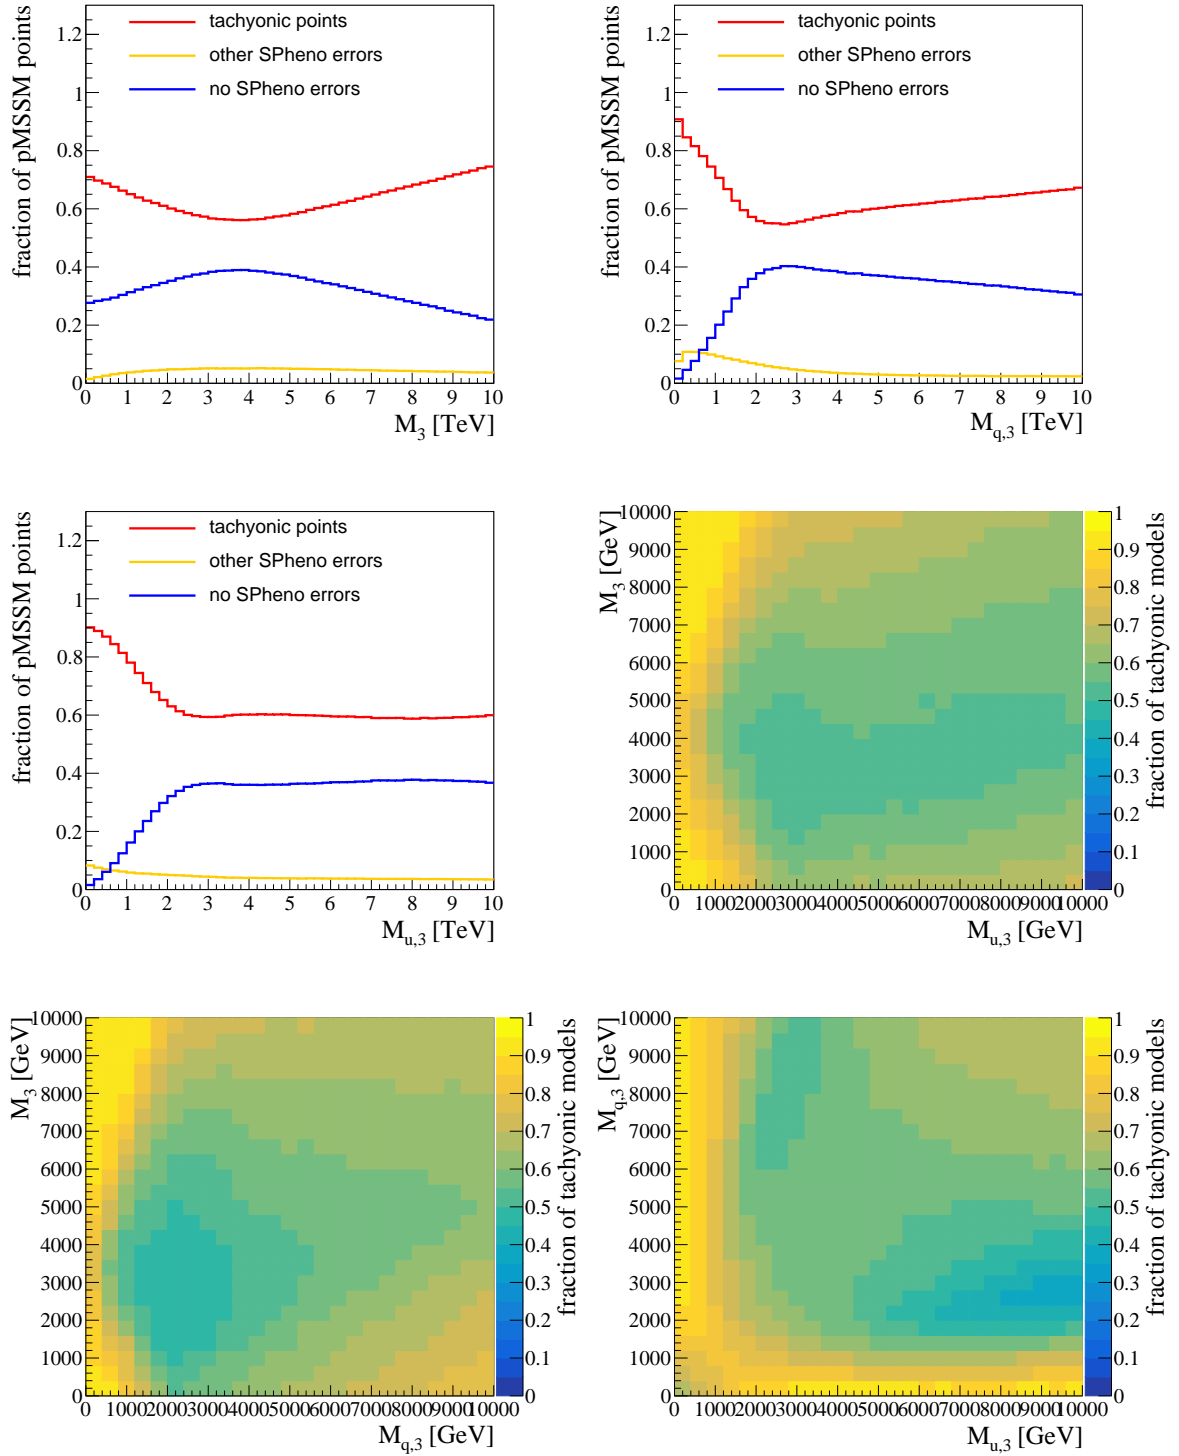 fraction of pMSSM points
tachyonic points
other SPheno errors
no SPheno errors
1.2
1
0.8
0.6
0.4
0.2
0
0 1 2 3 4 5 6 7 8 9 10
M3 [TeV]
fraction of pMSSM points
tachyonic points
other SPheno errors
no SPheno errors
1.2
1
0.8
0.6
0.4
0.2
0
0 1 2 3 4 5 6 7 8 9 10
Mq,3 [TeV]
fraction of pMSSM points
tachyonic points
other SPheno errors
no SPheno errors
1.2
1
0.8
0.6
0.4
0.2
0
0 1 2 3 4 5 6 7 8 9 10
Mu,3 [TeV]
M3 [GeV]
10000
9000
8000
7000
6000
5000
4000
3000
2000
1000
0
0 1000 2000 3000 4000 5000 6000 7000 8000 9000 10000
Mu,3 [GeV]
1
0.9
0.8
0.7
0.6
0.5
0.4
0.3
0.2
0.1
0
fraction of tachyonic models
M3 [GeV]
10000
9000
8000
7000
6000
5000
4000
3000
2000
1000
0
0 1000 2000 3000 4000 5000 6000 7000 8000 9000 10000
Mq,3 [GeV]
1
0.9
0.8
0.7
0.6
0.5
0.4
0.3
0.2
0.1
0
fraction of tachyonic models
Mq,3 [GeV]
10000
9000
8000
7000
6000
5000
4000
3000
2000
1000
0
0 1000 2000 3000 4000 5000 6000 7000 8000 9000 10000
Mu,3 [GeV]
1
0.9
0.8
0.7
0.6
0.5
0.4
0.3
0.2
0.1
0
fraction of tachyonic models